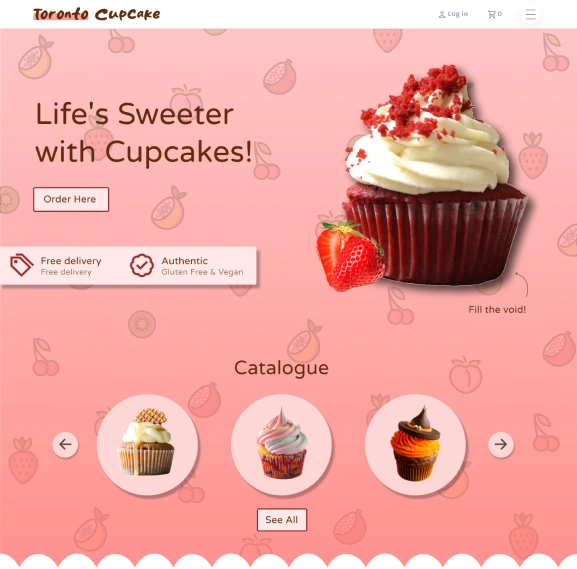 Toronto CupCake
Log in
0
Life's Sweeter
with Cupcakes!
Order Here
Free delivery
Free delivery
Authentic
Gluten Free & Vegan
Fill the void!
Catalogue
See All